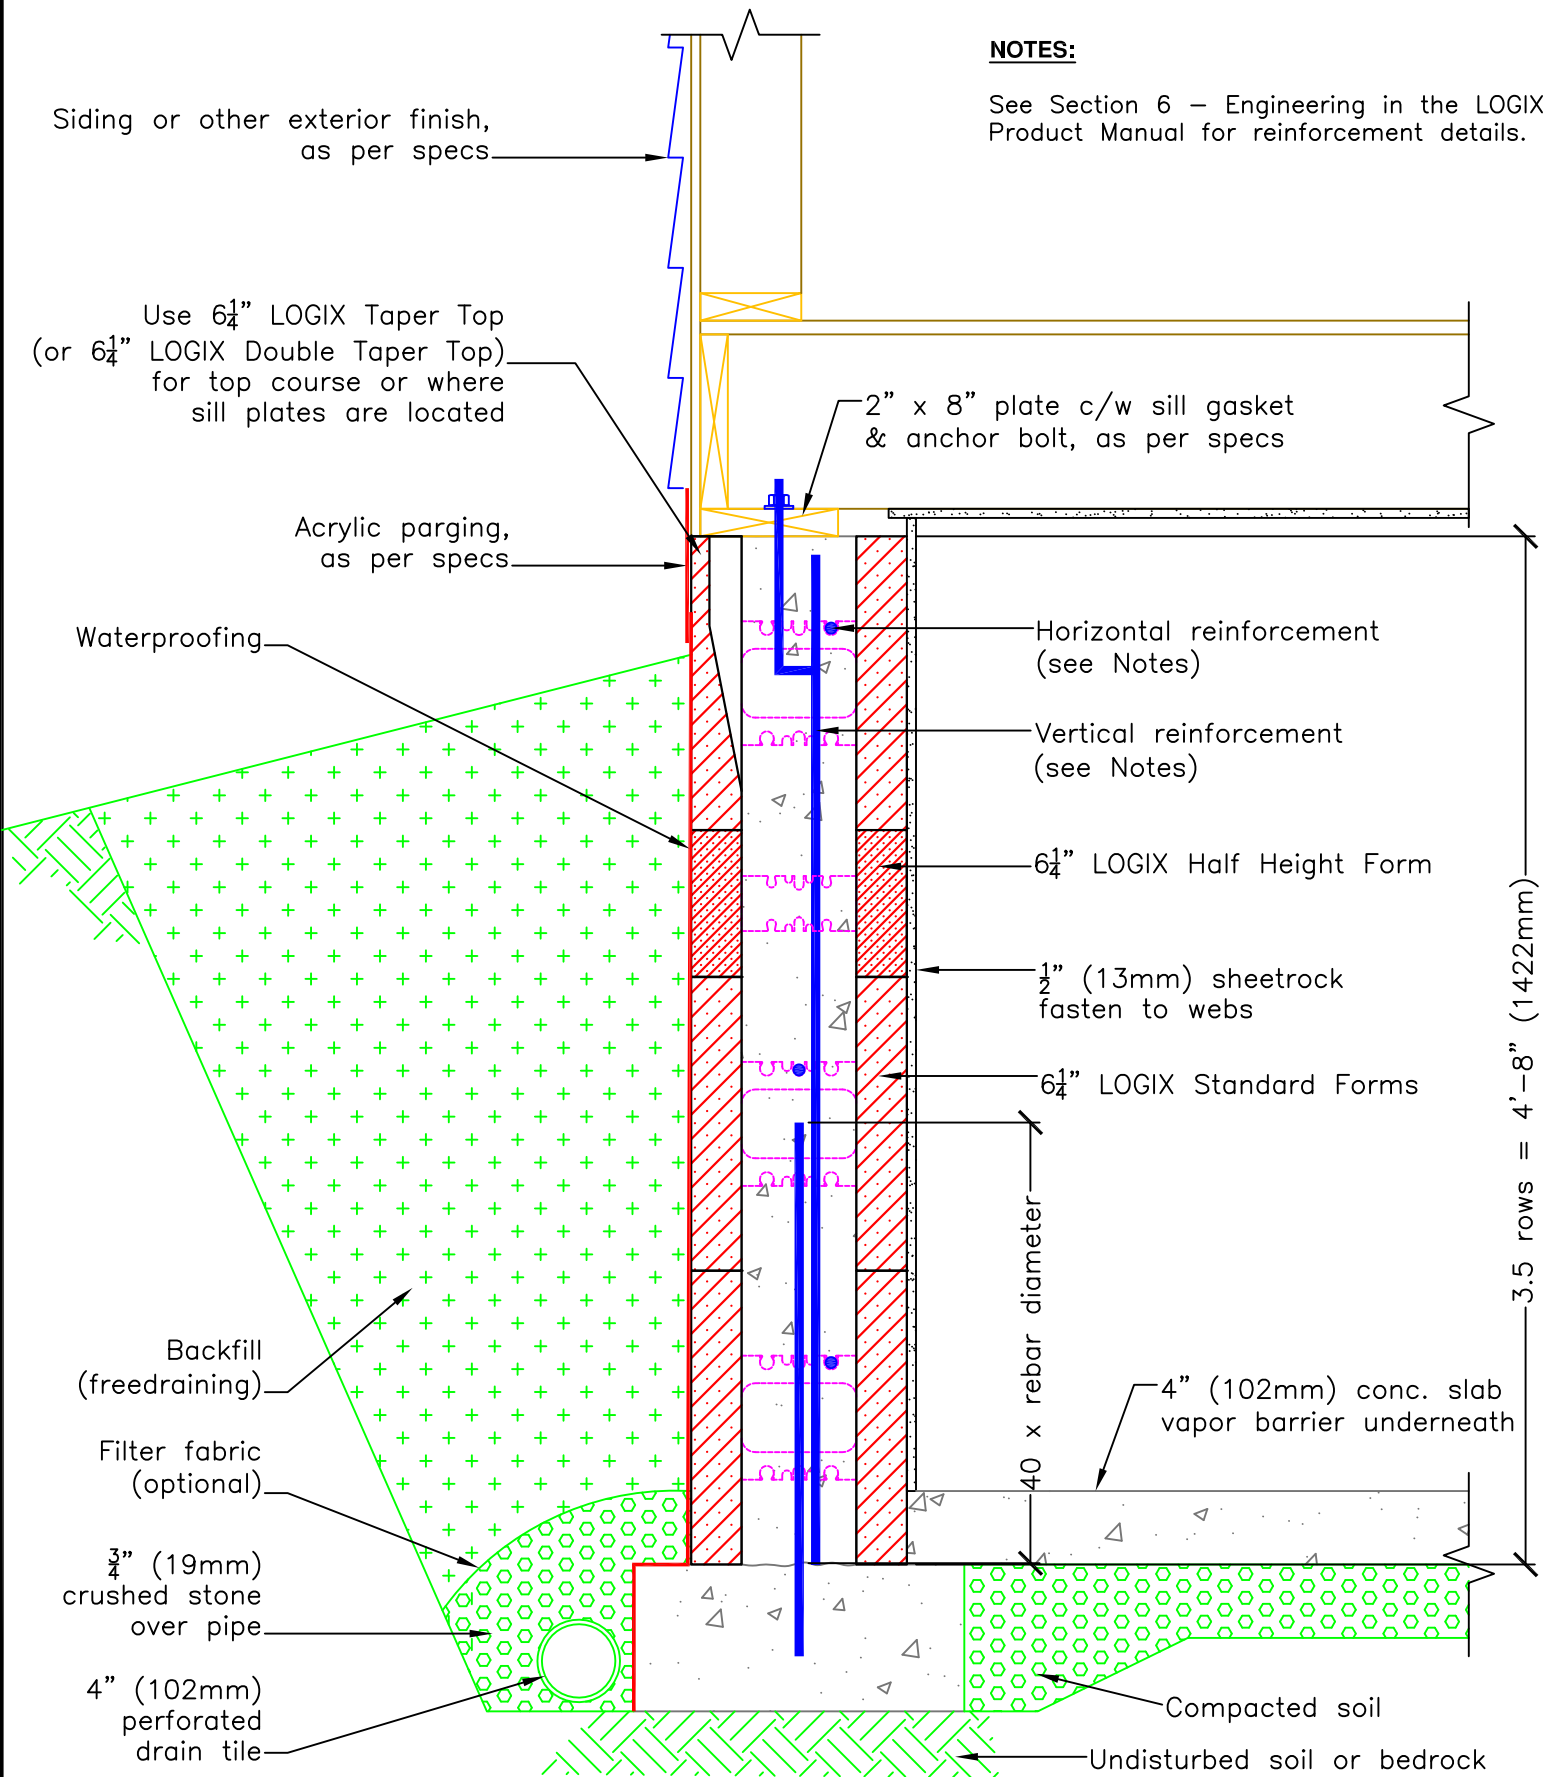 NOTES:
See Section 6 – Engineering in the LOGIX
Product Manual for reinforcement details.
Siding or other exterior finish,
as per specs
Use 6¼" LOGIX Taper Top
(or 6¼" LOGIX Double Taper Top)
for top course or where
sill plates are located
2" x 8" plate c/w sill gasket
& anchor bolt, as per specs
Acrylic parging,
as per specs
Waterproofing
Horizontal reinforcement
(see Notes)
Vertical reinforcement
(see Notes)
6¼" LOGIX Half Height Form
½" (13mm) sheetrock
fasten to webs
6¼" LOGIX Standard Forms
3.5 rows = 4'-8" (1422mm)
40 x rebar diameter
Backfill
(freedraining)
4" (102mm) conc. slab
vapor barrier underneath
Filter fabric
(optional)
¾" (19mm)
crushed stone
over pipe
4" (102mm)
perforated
drain tile
Compacted soil
Undisturbed soil or bedrock